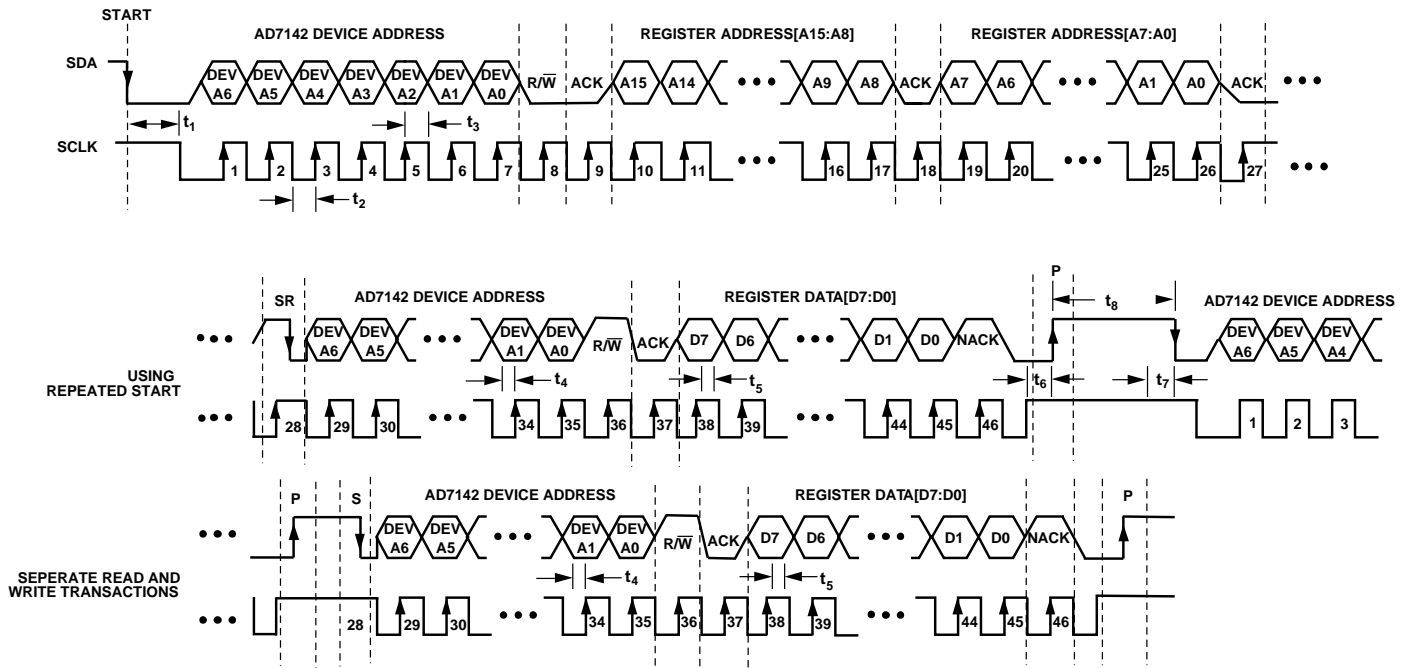 START
AD7142 DEVICE ADDRESS
REGISTER ADDRESS[A15:A8]
REGISTER ADDRESS[A7:A0]
SDA
DEV A6 DEV A5 DEV A4 DEV A3 DEV A2 DEV A1 DEV A0 R/W̅ ACK A15 A14 A9 A8 ACK A7 A6 A1 A0 ACK
t1
t3
SCLK
1 2 3 4 5 6 7 8 9 10 11 16 17 18 19 20 25 26 27
t2
P
SR
AD7142 DEVICE ADDRESS
REGISTER DATA[D7:D0]
t8
AD7142 DEVICE ADDRESS
DEV A6 DEV A5 DEV A1 DEV A0 R/W̅ ACK D7 D6 D1 D0 NACK DEV A6 DEV A5 DEV A4
USING
REPEATED START
t4
t5
t6
t7
28 29 30 34 35 36 37 38 39 44 45 46 1 2 3
P
S
AD7142 DEVICE ADDRESS
REGISTER DATA[D7:D0]
P
DEV A6 DEV A5 DEV A1 DEV A0 R/W̅ ACK D7 D6 D1 D0 NACK
SEPERATE READ AND
WRITE TRANSACTIONS
t4
t5
28 29 30 34 35 36 37 38 39 44 45 46